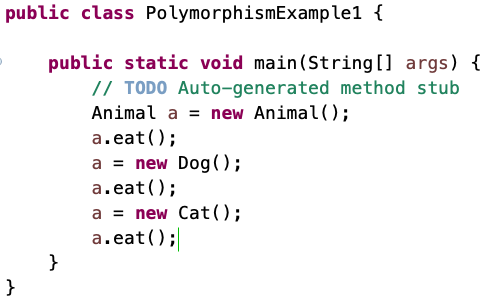 public class PolymorphismExample1 {
public static void main(String[] args) {
// TODO Auto-generated method stub
Animal a = new Animal();
a.eat();
a = new Dog();
a.eat();
a = new Cat();
a.eat();
}
}